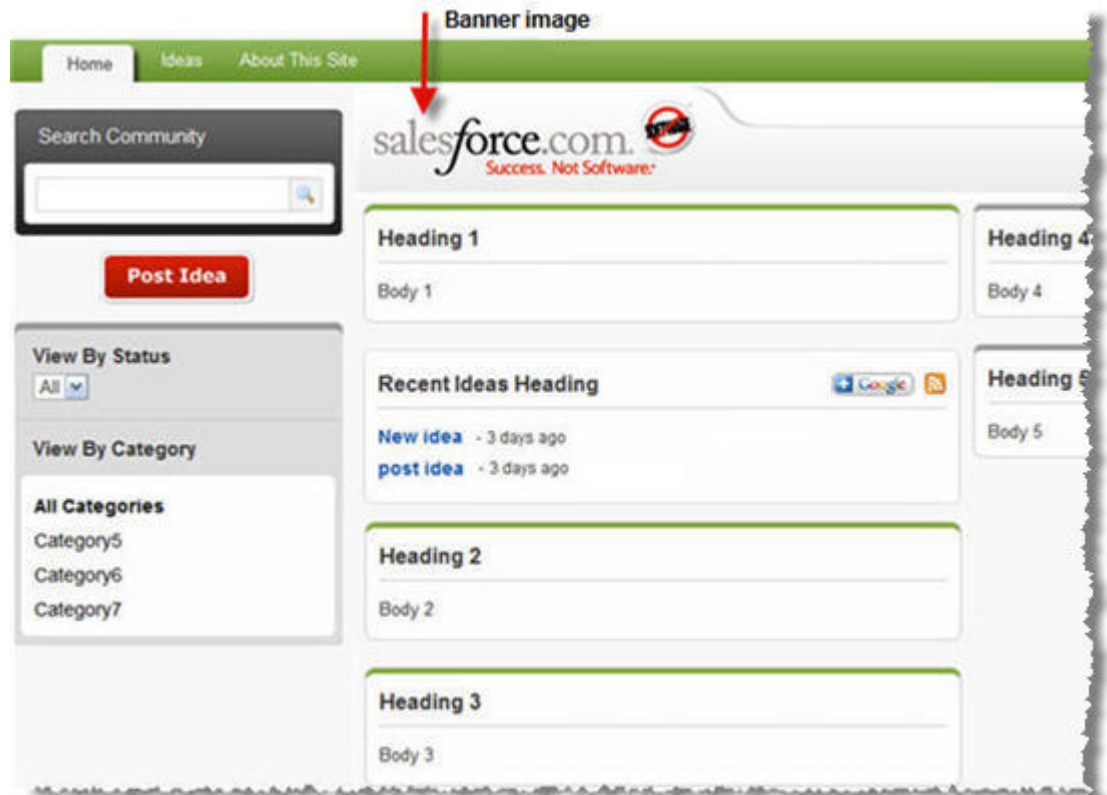 Banner image
Home Ideas About This Site
Search Community
salesforce.com.
Success. Not Software.™
Post Idea
View By Status
All
View By Category
All Categories
Category5
Category6
Category7
Heading 1
Body 1
Recent Ideas Heading
Google
New idea - 3 days ago
post idea - 3 days ago
Heading 2
Body 2
Heading 3
Body 3
Heading 4
Body 4
Heading 5
Body 5